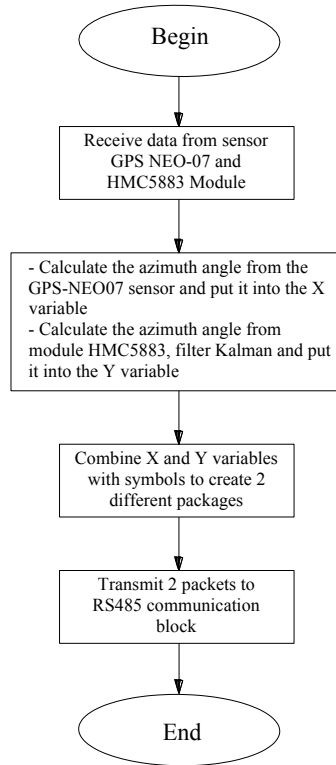 Begin
Receive data from sensor
GPS NEO-07 and
HMC5883 Module
- Calculate the azimuth angle from the
GPS-NEO07 sensor and put it into the X
variable
- Calculate the azimuth angle from
module HMC5883, filter Kalman and put
it into the Y variable
Combine X and Y variables
with symbols to create 2
different packages
Transmit 2 packets to
RS485 communication
block
End